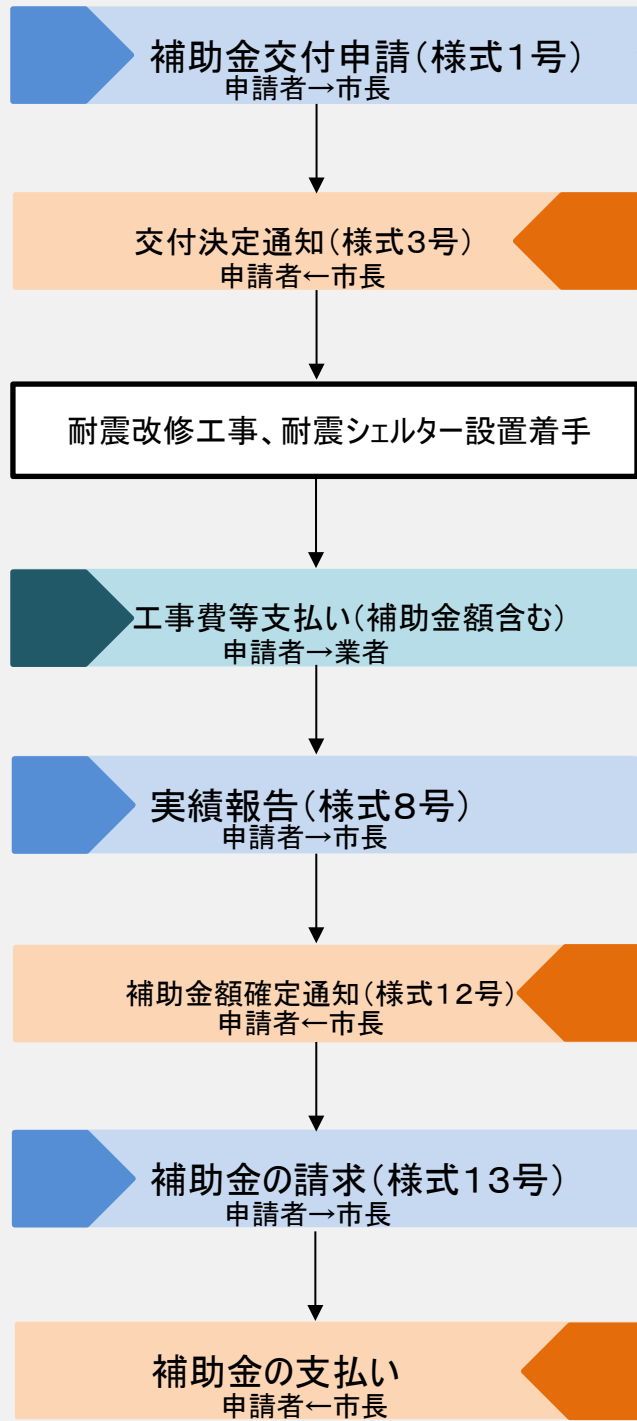 補助金交付申請（様式１号）
申請者→市長
交付決定通知（様式３号）
申請者←市長
耐震改修工事、耐震シェルター設置着手
工事費等支払い（補助金額含む）
申請者→業者
実績報告（様式８号）
申請者→市長
補助金額確定通知（様式１２号）
申請者←市長
補助金の請求（様式１３号）
申請者→市長
補助金の支払い
申請者←市長